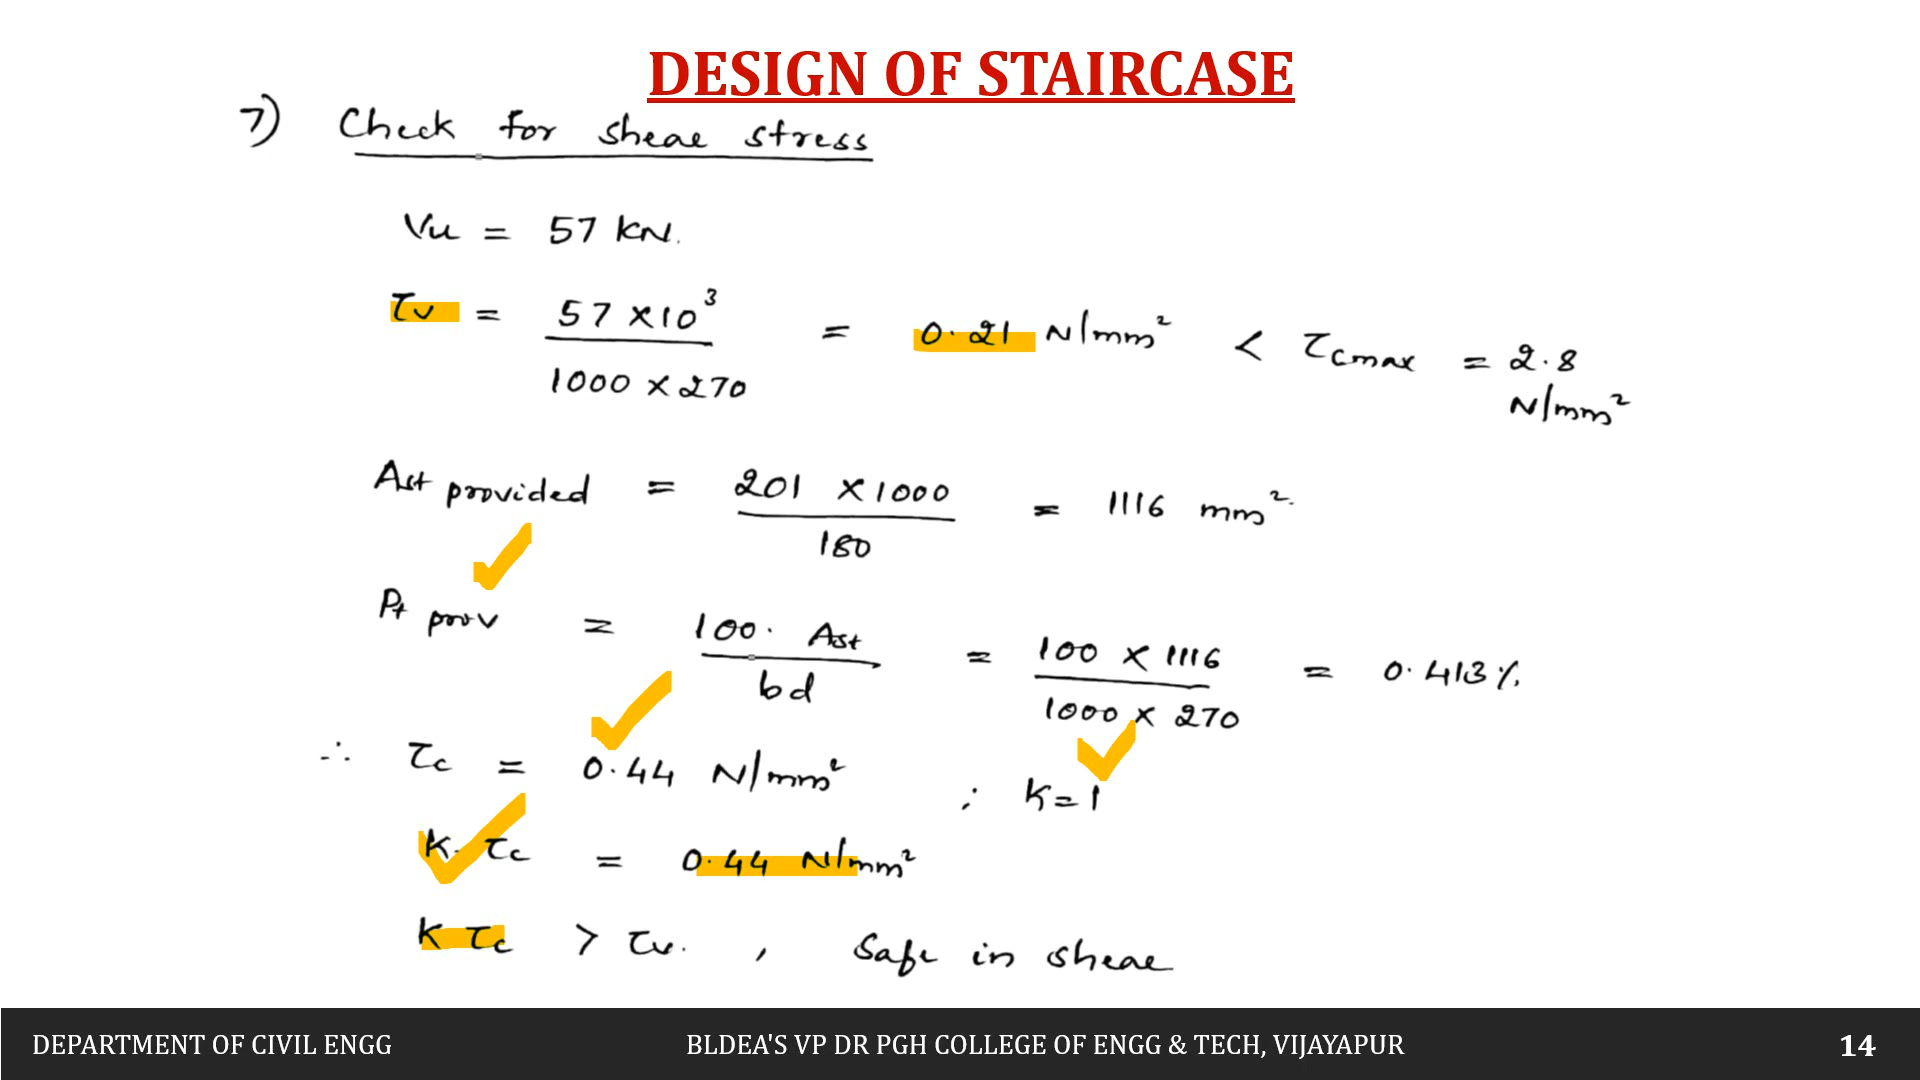 DESIGN OF STAIRCASE
7) Check for shear stress
Vu = 57 KN.
τv = 57 ×10³ / 1000 × 270 = 0.21 N/mm² < τcmax = 2.8 N/mm²
Ast provided = 201 × 1000 / 180 = 1116 mm².
Pt prov = 100. Ast / bd = 100 × 1116 / 1000 × 270 = 0.413%.
∴ τc = 0.44 N/mm² ; K=1
K. τc = 0.44 N/mm²
K τc > τv. , Safe in shear
DEPARTMENT OF CIVIL ENGG BLDEA'S VP DR PGH COLLEGE OF ENGG & TECH, VIJAYAPUR 14